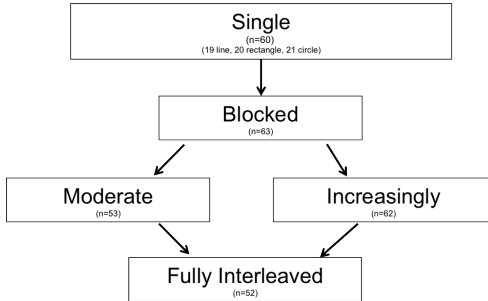 Single
(n=60)
(19 line, 20 rectangle, 21 circle)
Blocked
(n=63)
Moderate
(n=53)
Increasingly
(n=62)
Fully Interleaved
(n=52)